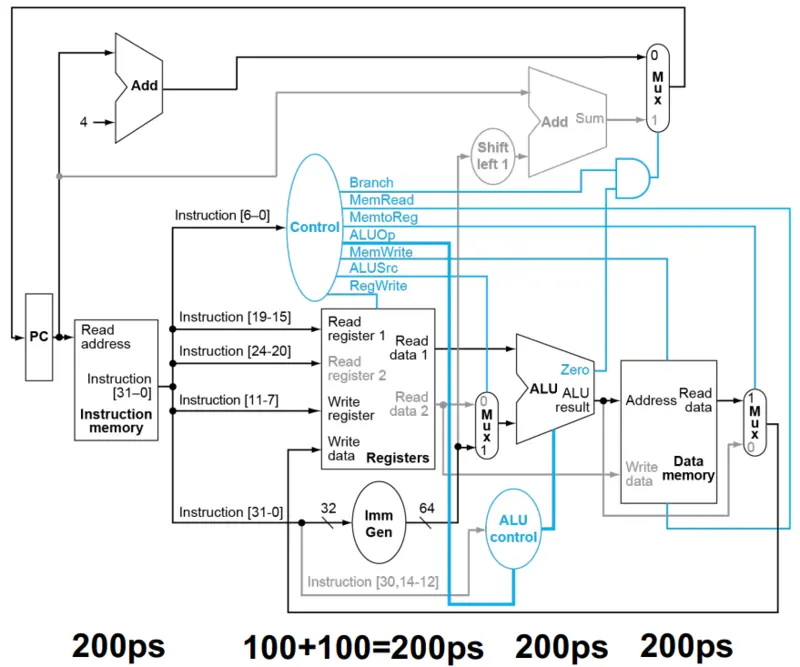 0
Mux
1
Add
4
Add Sum
Shift
left 1
Branch
MemRead
MemtoReg
ALUOp
MemWrite
ALUSrc
RegWrite
Control
Instruction [6–0]
PC
Read
address
Instruction
[31–0]
Instruction
memory
Instruction [19-15]
Instruction [24-20]
Instruction [11-7]
Instruction [31-0]
Read
register 1
Read
register 2
Write
register
Write
data
Read
data 1
Read
data 2
Registers
0
Mux
1
Zero
ALU
ALU
result
Address
Read
data
Write
data
Data
memory
1
Mux
0
32
Imm
Gen
64
ALU
control
Instruction [30,14-12]
200ps
100+100=200ps
200ps
200ps